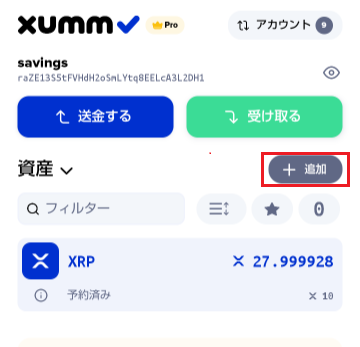 xumm Pro アカウント 9
savings
raZE13S5tFVHdH2oSmLYtq8EELcA3L2DH1
送金する 受け取る
資産 追加
フィルター 0
XRP X 27.999928
予約済み X 10